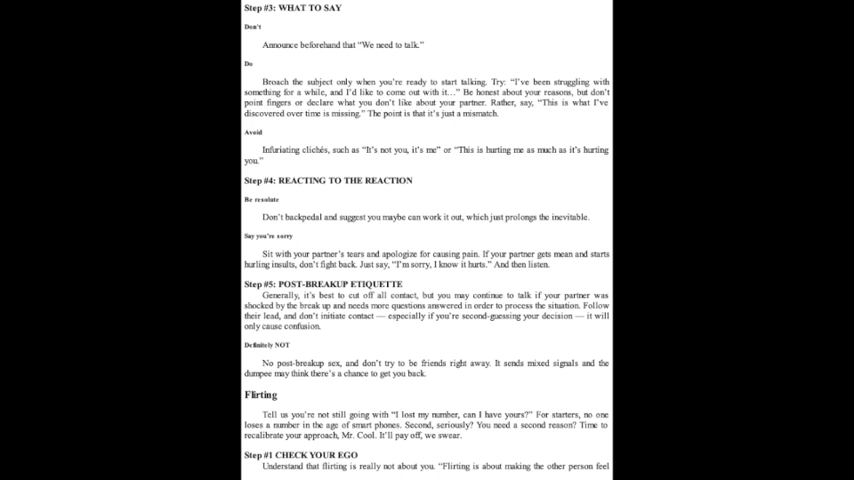 Step #3: WHAT TO SAY
Don't
Announce beforehand that “We need to talk.”
Do
Broach the subject only when you're ready to start talking. Try: “I've been struggling with
something for a while, and I'd like to come out with it…” Be honest about your reasons, but don't
point fingers or declare what you don't like about your partner. Rather, say, “This is what I've
discovered over time is missing.” The point is that it's just a mismatch.
Avoid
Infuriating clichés, such as “It's not you, it's me” or “This is hurting me as much as it's hurting
you.”
Step #4: REACTING TO THE REACTION
Be resolute
Don't backpedal and suggest you maybe can work it out, which just prolongs the inevitable.
Say you're sorry
Sit with your partner's tears and apologize for causing pain. If your partner gets mean and starts
hurling insults, don't fight back. Just say, “I'm sorry, I know it hurts.” And then listen.
Step #5: POST-BREAKUP ETIQUETTE
Generally, it's best to cut off all contact, but you may continue to talk if your partner was
shocked by the break up and needs more questions answered in order to process the situation. Follow
their lead, and don't initiate contact — especially if you're second-guessing your decision — it will
only cause confusion.
Definitely NOT
No post-breakup sex, and don't try to be friends right away. It sends mixed signals and the
dumpee may think there's a chance to get you back.
Flirting
Tell us you're not still going with “I lost my number, can I have yours?” For starters, no one
loses a number in the age of smart phones. Second, seriously? You need a second reason? Time to
recalibrate your approach, Mr. Cool. It'll pay off, we swear.
Step #1 CHECK YOUR EGO
Understand that flirting is really not about you. “Flirting is about making the other person feel